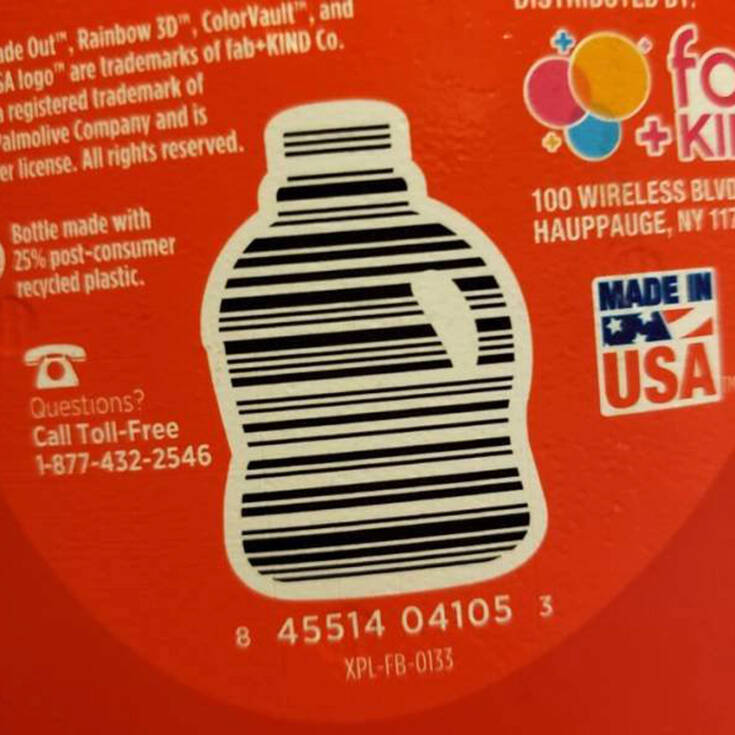 ade Out™, Rainbow 3D™, ColorVault™, and
SA logo™ are trademarks of fab+KIND Co.
registered trademark of
Palmolive Company and is
er license. All rights reserved.
Bottle made with
25% post-consumer
recycled plastic.
Questions?
Call Toll-Free
1-877-432-2546
DISTRIBUTED BY:
+KI
100 WIRELESS BLVD
HAUPPAUGE, NY 117
MADE IN
USA
8 45514 04105 3
XPL-FB-0133